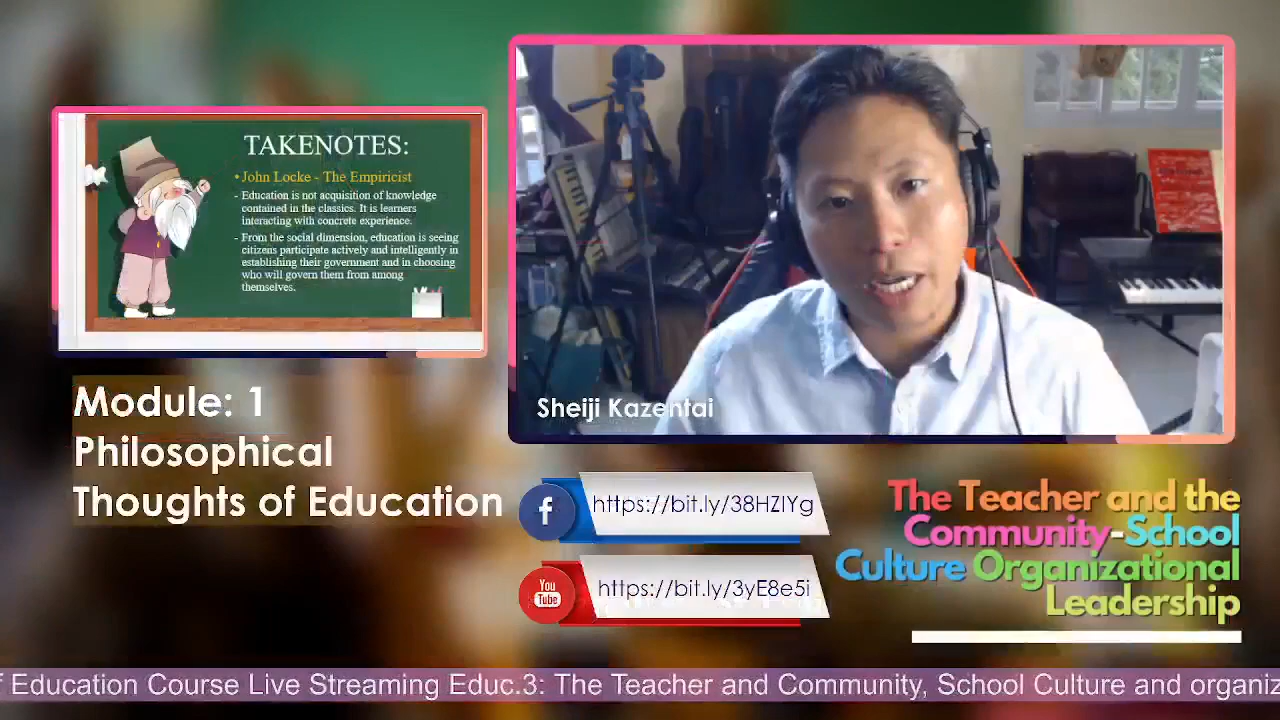 TAKENOTES:
•John Locke - The Empiricist
- Education is not acquisition of knowledge
contained in the classics. It is learners
interacting with concrete experience.
- From the social dimension, education is seeing
citizens participate actively and intelligently in
establishing their government and in choosing
who will govern them from among
themselves.
Sheiji Kazentai
Module: 1
Philosophical
Thoughts of Education
f
https://bit.ly/38HZIYg
You
Tube
https://bit.ly/3yE8e5i
The Teacher and the
Community-School
Culture Organizational
Leadership
f Education Course Live Streaming Educ.3: The Teacher and Community, School Culture and organiz